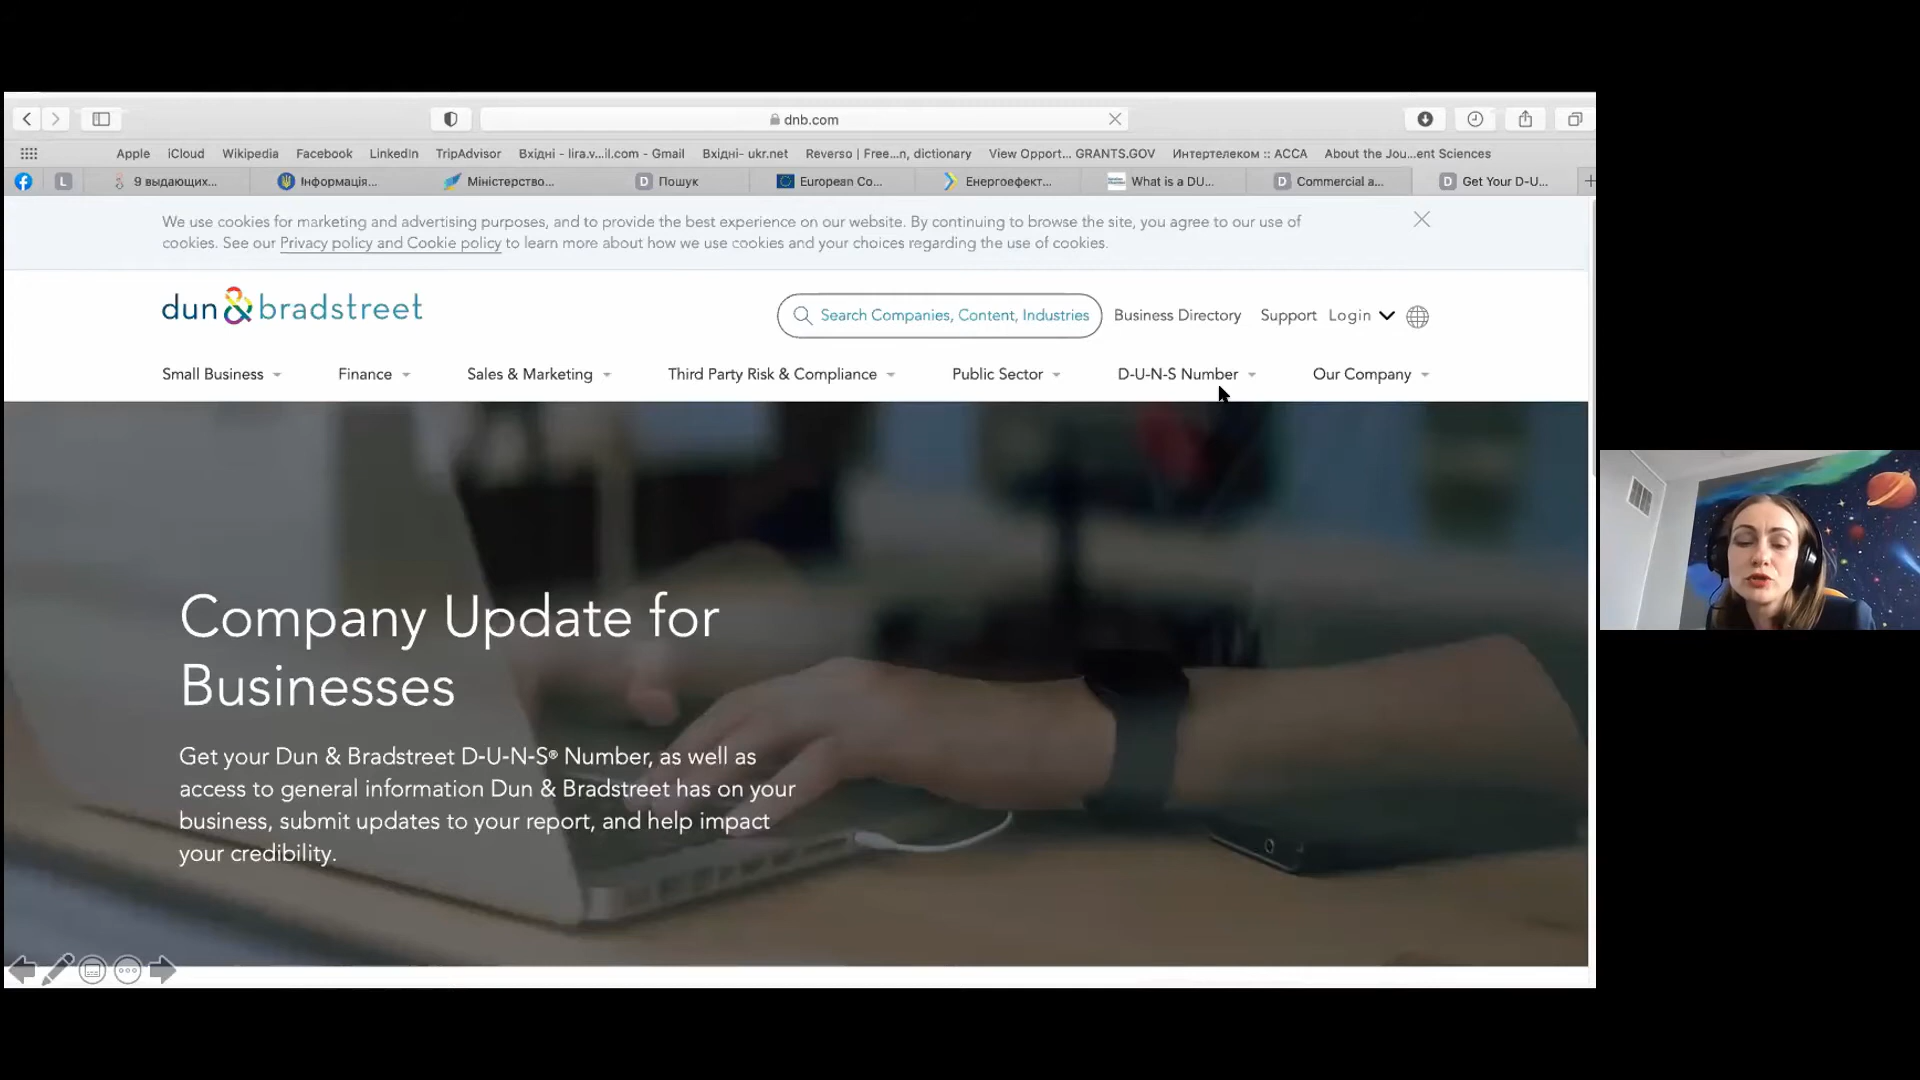 dnb.com
Apple iCloud Wikipedia Facebook LinkedIn TripAdvisor Вхідні - lira.v...il.com - Gmail Вхідні- ukr.net Reverso | Free...n, dictionary View Opport... GRANTS.GOV Интертелеком :: ACCA About the Jou...ent Sciences
L 9 выдающих... Інформація... Міністерство... D Пошук European Co... Енергоефект... What is a DU... D Commercial a... D Get Your D-U...
We use cookies for marketing and advertising purposes, and to provide the best experience on our website. By continuing to browse the site, you agree to our use of
cookies. See our Privacy policy and Cookie policy to learn more about how we use cookies and your choices regarding the use of cookies.
dun & bradstreet
Search Companies, Content, Industries Business Directory Support Login
Small Business Finance Sales & Marketing Third Party Risk & Compliance Public Sector D-U-N-S Number Our Company
Company Update for
Businesses
Get your Dun & Bradstreet D-U-N-S® Number, as well as
access to general information Dun & Bradstreet has on your
business, submit updates to your report, and help impact
your credibility.